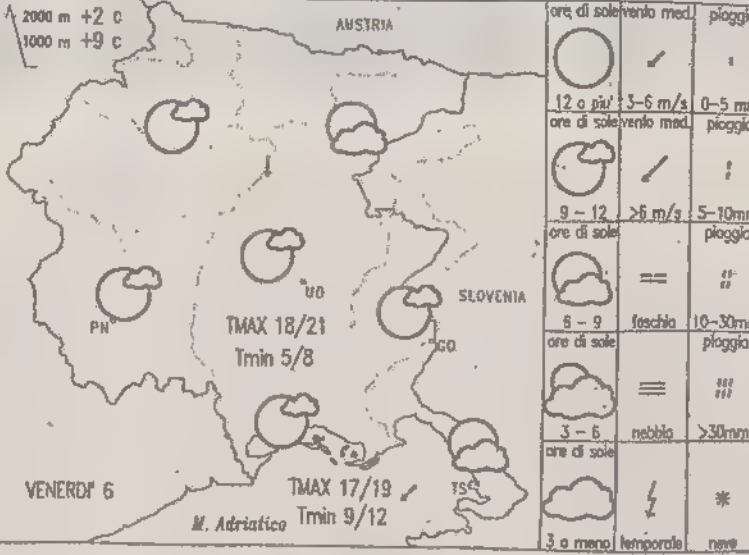 2000 m +2 c
1000 m +9 c
AUSTRIA
PN
UD
SLOVENIA
TMAX 18/21
Tmin 5/8
GO
VENERDI' 6
TMAX 17/19
Tmin 9/12
TS
M. Adriatico
ore di sole vento med. pioggia
12 o piu' 3-6 m/s 0-5 mm
ore di sole vento med. pioggia
9 - 12 >6 m/s 5-10mm
ore di sole pioggia
6 - 9 foschia 10-30mm
ore di sole pioggia
3 - 6 nebbia >30mm
ore di sole
3 o meno temporale neve